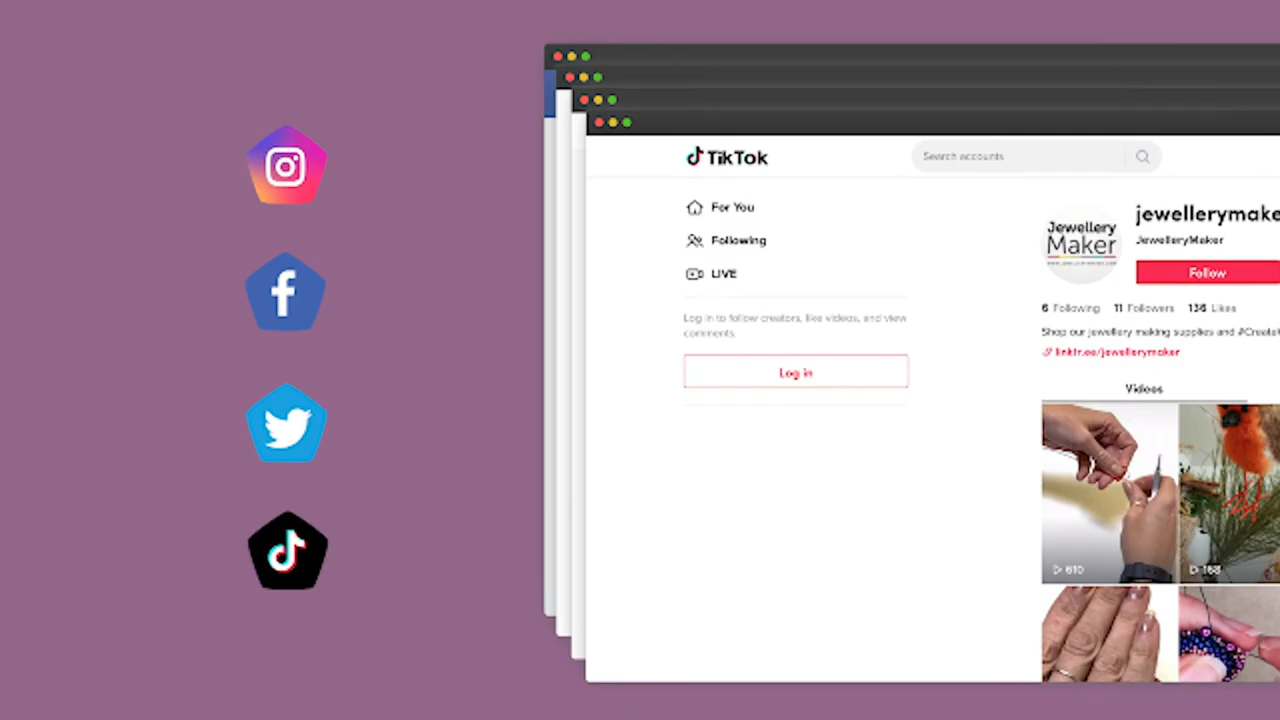 TikTok
Search accounts
For You
Following
LIVE
Log in to follow creators, like videos, and view
comments.
Log in
Jewellery
Maker
jewellerymake
JewelleryMaker
Follow
6 Following 11 Followers 136 Likes
Shop our jewellery making supplies and #Create
linktr.ee/jewellerymaker
Videos
610
168